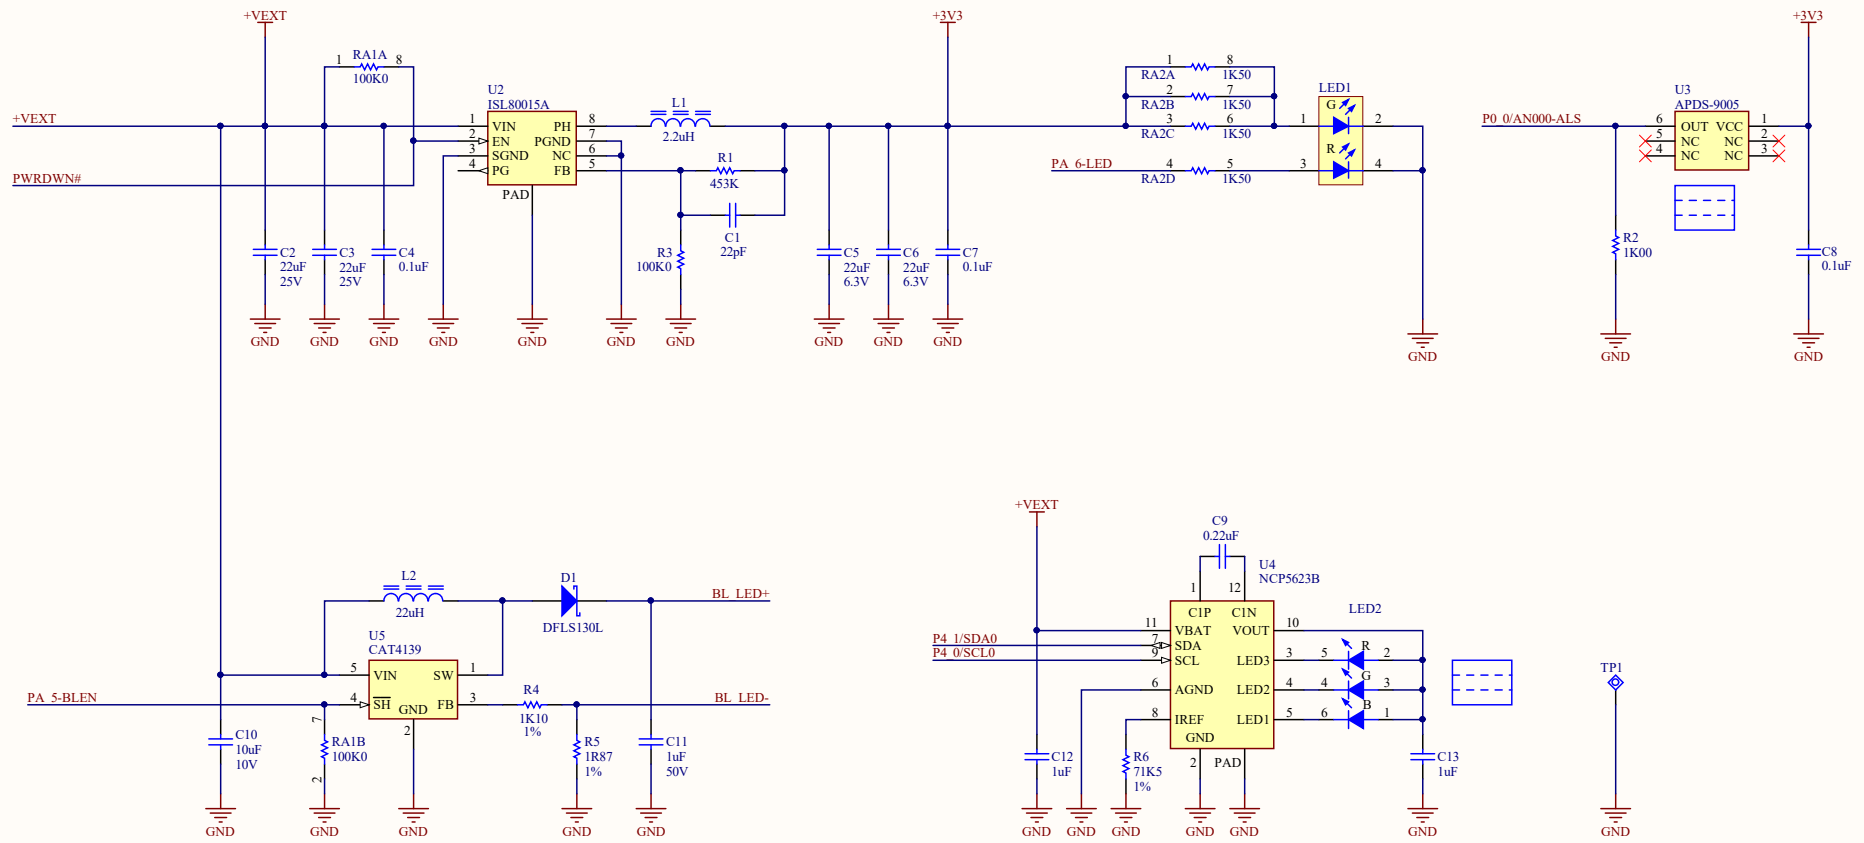 +VEXT
+3V3
+3V3
1 RA1A 8
100K0
1 8
RA2A 1K50
2 7
RA2B 1K50
3 6
RA2C 1K50
LED1
G
1 2
R
3 4
PA_6-LED
4 5
RA2D 1K50
U2
ISL80015A
+VEXT
1 VIN PH 8
2 EN PGND 7
3 SGND NC 6
4 PG FB 5
PAD
PWRDWN#
L1
2.2uH
R1
453K
C1
22pF
R3
100K0
C2
22uF
25V
C3
22uF
25V
C4
0.1uF
C5
22uF
6.3V
C6
22uF
6.3V
C7
0.1uF
GND GND GND GND GND GND GND GND GND GND
GND
U3
APDS-9005
P0_0/AN000-ALS
6 OUT VCC 1
5 NC NC 2
4 NC NC 3
R2
1K00
C8
0.1uF
GND GND
L2
22uH
D1
DFLS130L
BL_LED+
U5
CAT4139
5 VIN SW 1
4 SH FB 3
GND
2
PA_5-BLEN
R4
1K10
1%
BL_LED-
C10
10uF
10V
7
RA1B
100K0
2
R5
1R87
1%
C11
1uF
50V
GND GND GND GND GND
+VEXT
C9
0.22uF
U4
NCP5623B
1 12
C1P C1N
11 VBAT VOUT 10
P4_1/SDA0 7 SDA
P4_0/SCL0 9 SCL LED3 3
6 AGND LED2 4
8 IREF LED1 5
GND
2 PAD
LED2
5 R 2
4 G 3
6 B 1
C12
1uF
R6
71K5
1%
C13
1uF
GND GND GND GND GND GND
TP1
GND